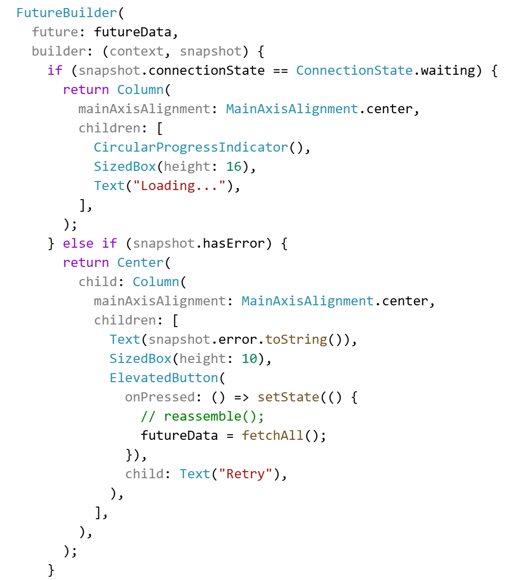 FutureBuilder(
  future: futureData,
  builder: (context, snapshot) {
    if (snapshot.connectionState == ConnectionState.waiting) {
      return Column(
        mainAxisAlignment: MainAxisAlignment.center,
        children: [
          CircularProgressIndicator(),
          SizedBox(height: 16),
          Text("Loading..."),
        ],
      );
    } else if (snapshot.hasError) {
      return Center(
        child: Column(
          mainAxisAlignment: MainAxisAlignment.center,
          children: [
            Text(snapshot.error.toString()),
            SizedBox(height: 10),
            ElevatedButton(
              onPressed: () => setState(() {
                // reassemble();
                futureData = fetchAll();
              }),
              child: Text("Retry"),
            ),
          ],
        ),
      );
    }